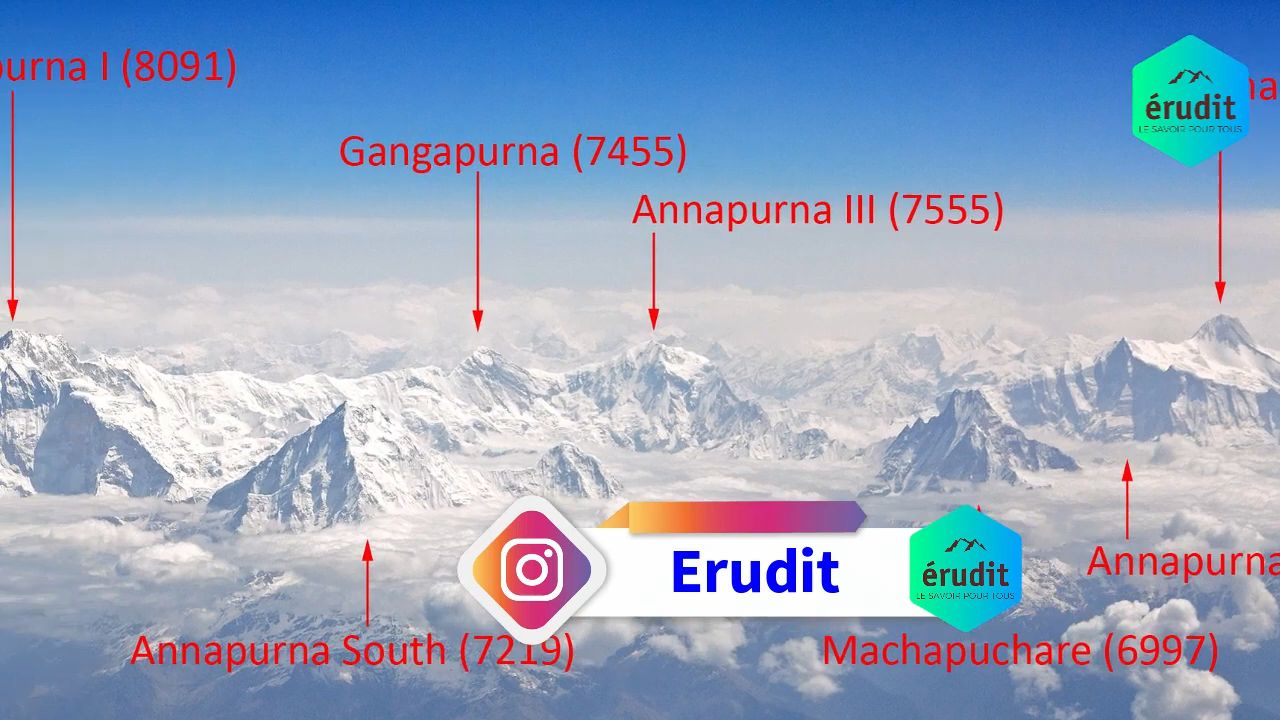 purna I (8091)
na
érudit
LE SAVOIR POUR TOUS
Gangapurna (7455)
Annapurna III (7555)
Annapurna
Erudit
érudit
LE SAVOIR POUR TOUS
Annapurna South (7219)
Machapuchare (6997)